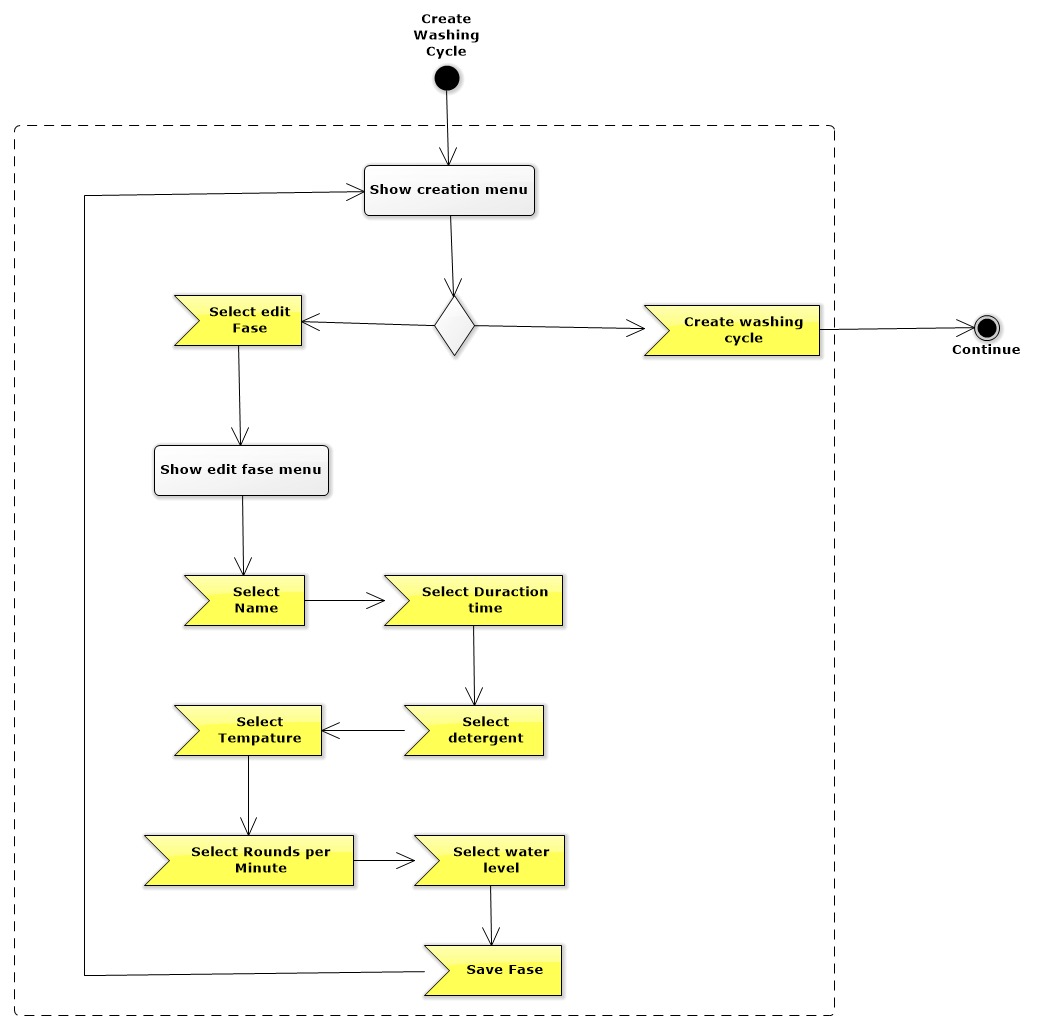 Create
Washing
Cycle
Show creation menu
Select edit
Fase
Create washing
cycle
Continue
Show edit fase menu
Select
Name
Select Duraction
time
Select
Tempature
Select
detergent
Select Rounds per
Minute
Select water
level
Save Fase